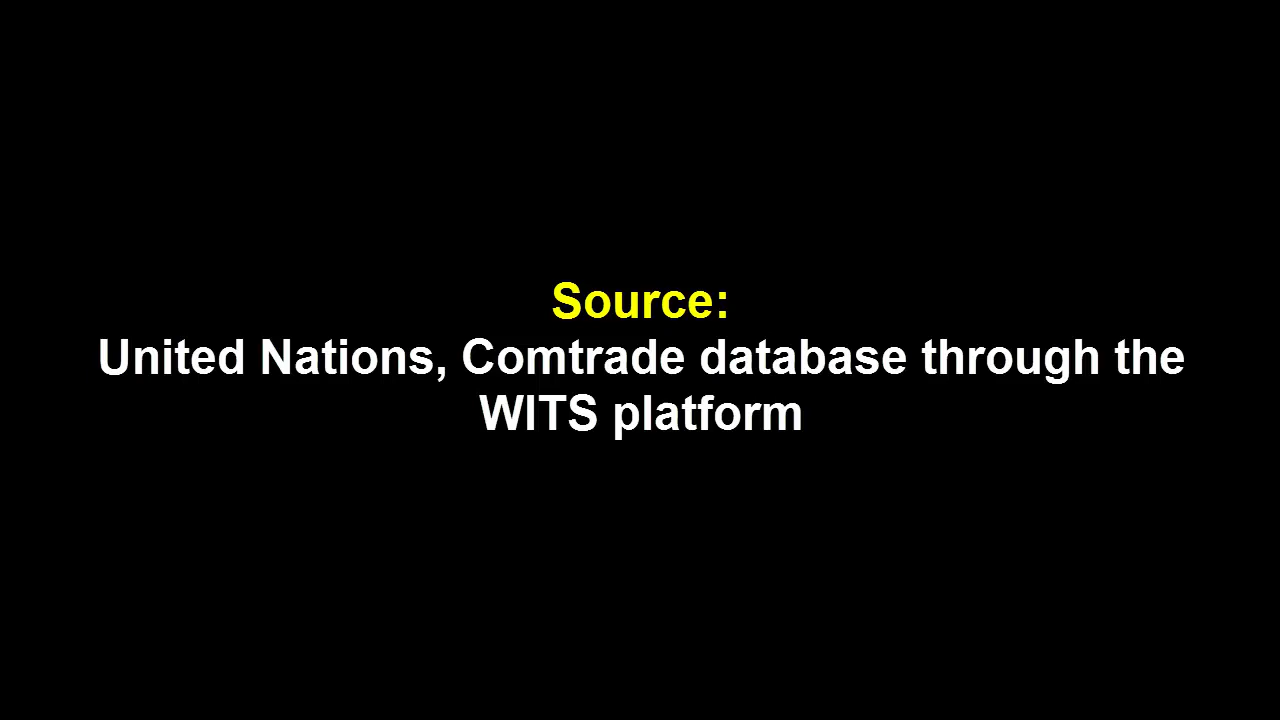 Source:
United Nations, Comtrade database through the
WITS platform